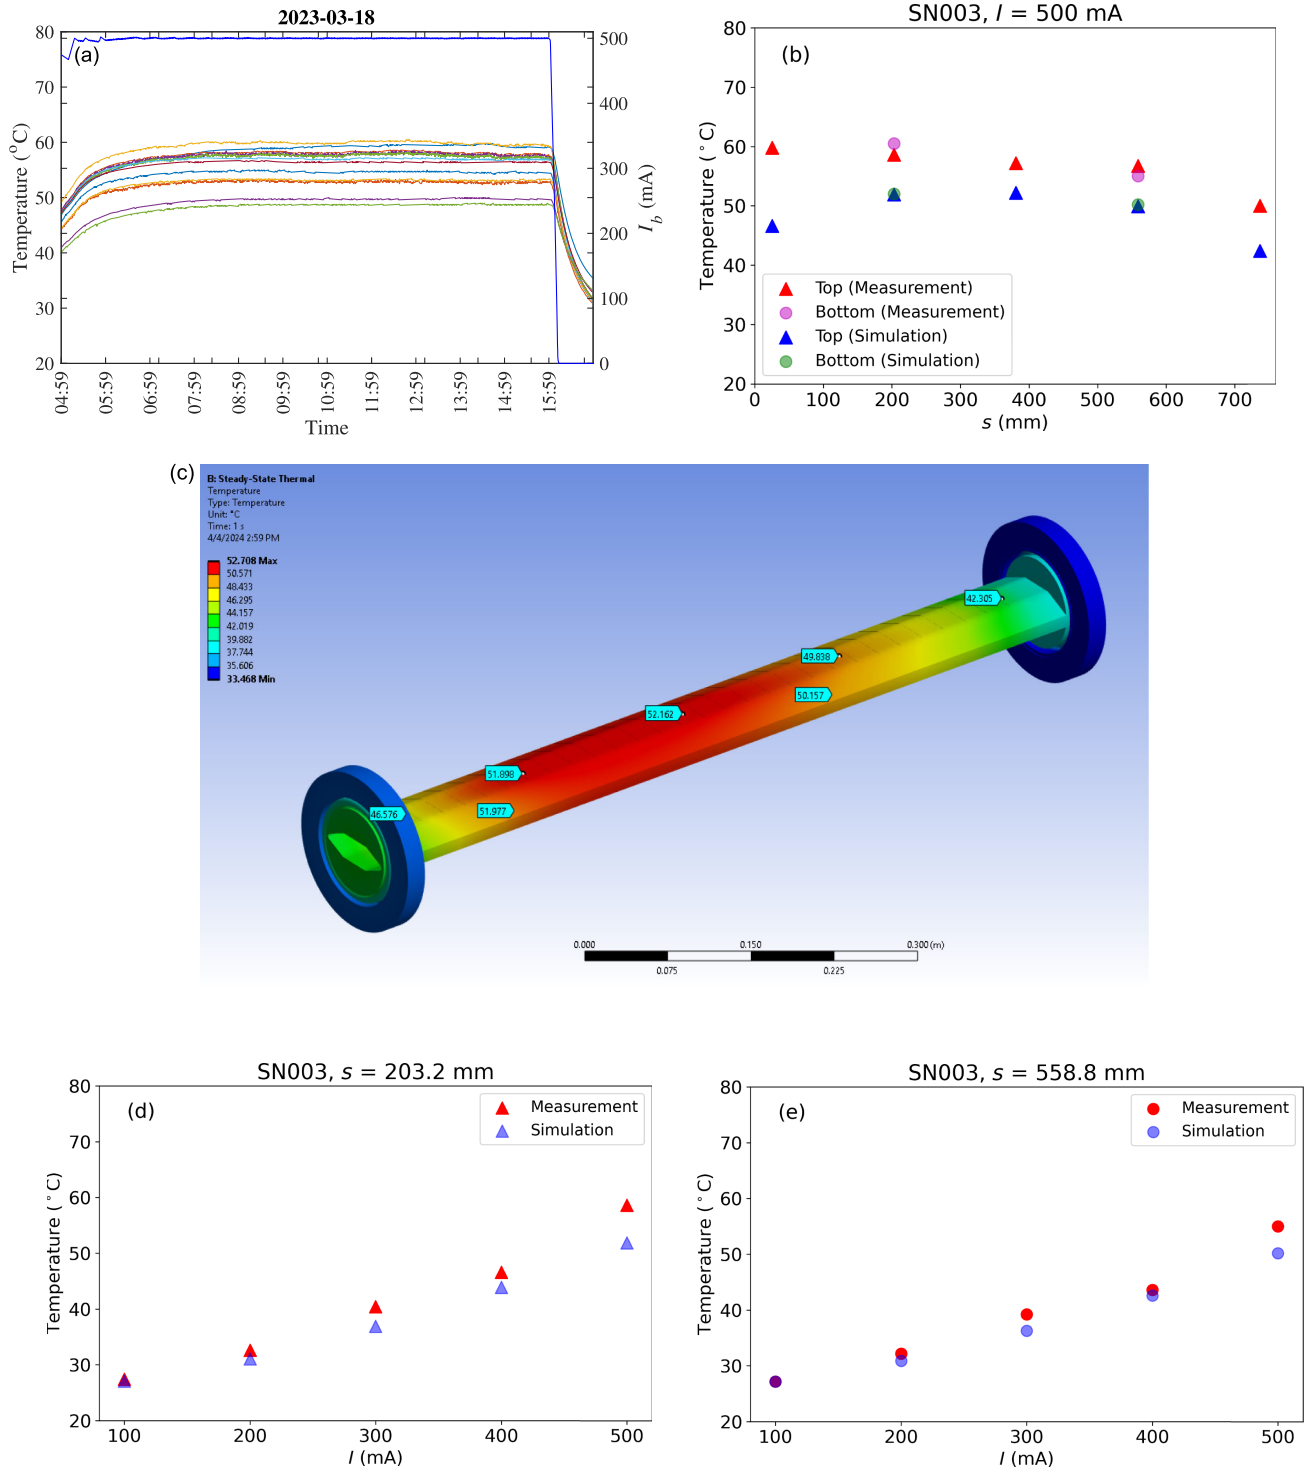 2023-03-18
(a)
80
70
60
50
40
30
20
Temperature (°C)
500
400
300
200
100
0
I_b (mA)
04:59 05:59 06:59 07:59 08:59 09:59 10:59 11:59 12:59 13:59 14:59 15:59
Time
SN003, I = 500 mA
(b)
80
70
60
50
40
30
20
Temperature (°C)
Top (Measurement)
Bottom (Measurement)
Top (Simulation)
Bottom (Simulation)
0 100 200 300 400 500 600 700
s (mm)
(c)
B: Steady-State Thermal
Temperature
Type: Temperature
Unit: °C
Time: 1 s
4/4/2024 2:59 PM
52.708 Max
50.571
48.433
46.295
44.157
42.019
39.882
37.744
35.606
33.468 Min
42.305
49.838
50.157
52.162
51.898
51.977
46.576
0.000 0.150 0.300 (m)
0.075 0.225
SN003, s = 203.2 mm
(d)
80
70
60
50
40
30
20
Temperature (°C)
Measurement
Simulation
100 200 300 400 500
I (mA)
SN003, s = 558.8 mm
(e)
80
70
60
50
40
30
20
Temperature (°C)
Measurement
Simulation
100 200 300 400 500
I (mA)